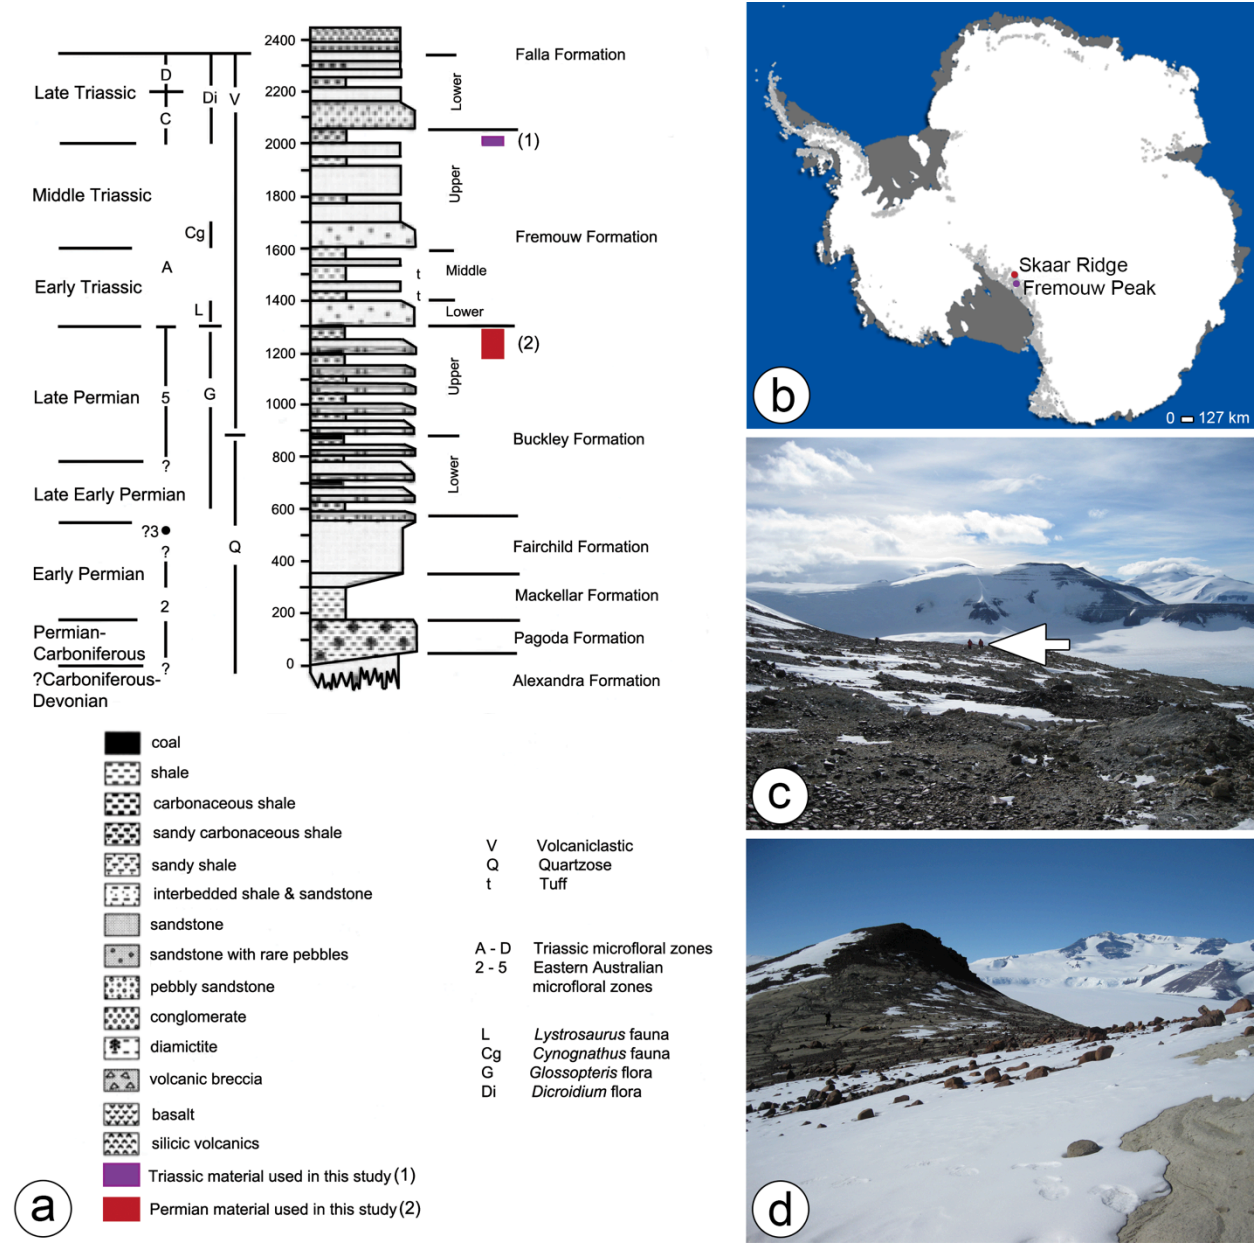 2400
2200
2000
1800
1600
1400
1200
1000
800
600
400
200
0
Late Triassic
Middle Triassic
Early Triassic
Late Permian
Late Early Permian
Early Permian
Permian-
Carboniferous
?Carboniferous-
Devonian
D
C
Di
V
Cg
A
L
5
G
?
?3
?
Q
2
?
Lower
Upper
t
Middle
t
Lower
Upper
Lower
(1)
(2)
Falla Formation
Fremouw Formation
Buckley Formation
Fairchild Formation
Mackellar Formation
Pagoda Formation
Alexandra Formation
coal
shale
carbonaceous shale
sandy carbonaceous shale
sandy shale
interbedded shale & sandstone
sandstone
sandstone with rare pebbles
pebbly sandstone
conglomerate
diamictite
volcanic breccia
basalt
silicic volcanics
Triassic material used in this study (1)
Permian material used in this study (2)
V Volcaniclastic
Q Quartzose
t Tuff
A - D Triassic microfloral zones
2 - 5 Eastern Australian
microfloral zones
L Lystrosaurus fauna
Cg Cynognathus fauna
G Glossopteris flora
Di Dicroidium flora
a
Skaar Ridge
Fremouw Peak
0 127 km
b
c
d